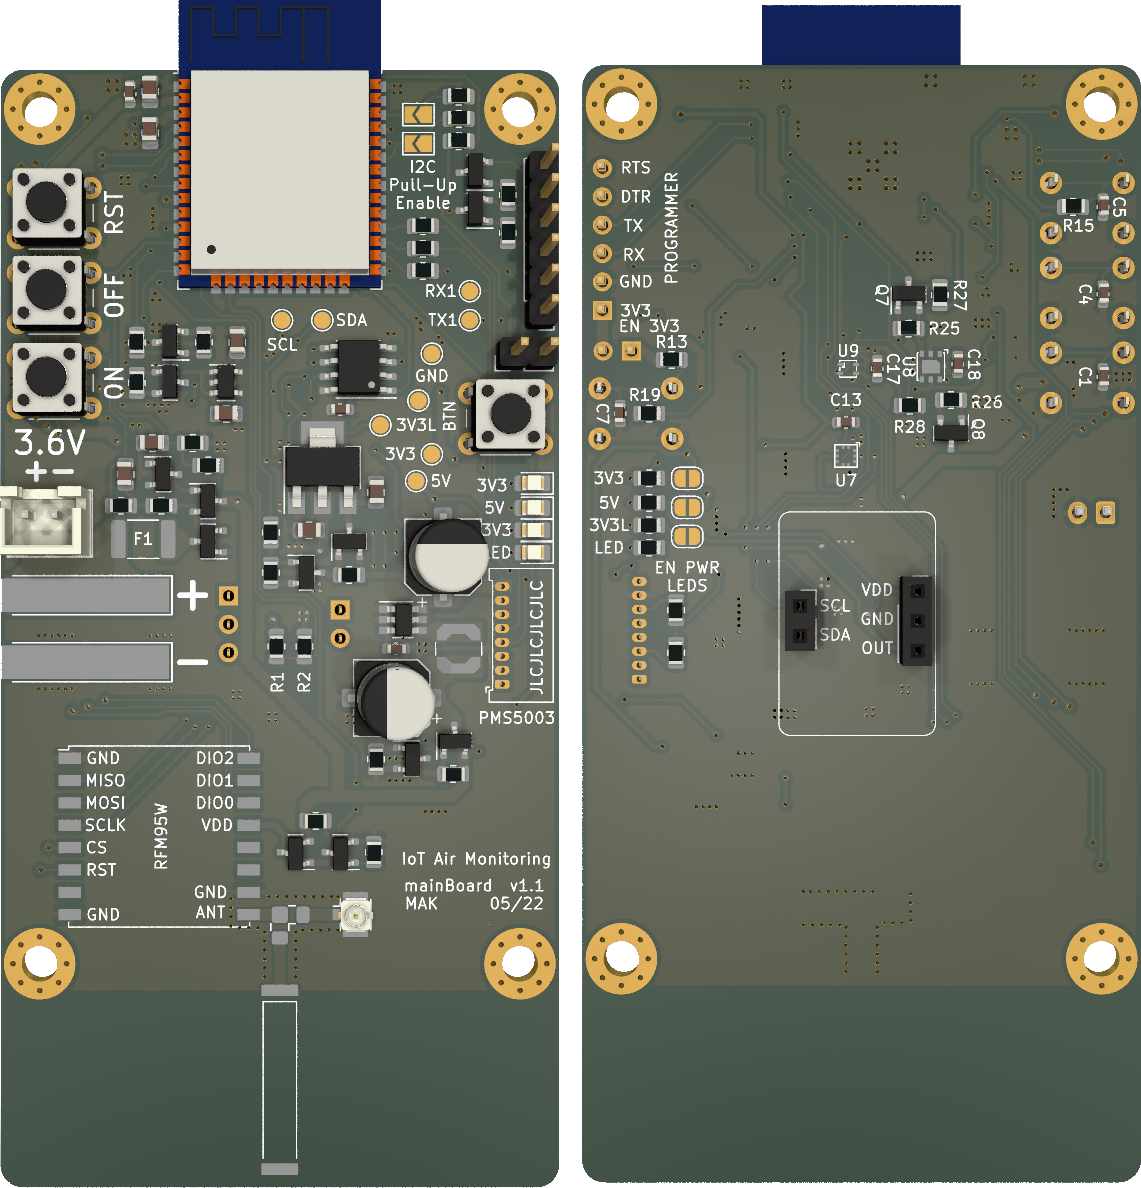 I2C
Pull-Up
Enable
RST
OFF
ON
RX1
TX1
SCL
SDA
GND
3V3L
BTN
3V3
5V
3.6V
+ -
F1
3V3
5V
3V3
LED
+
-
+
+
R1
R2
JLCJLCJLCJLC
PMS5003
GND
MISO
MOSI
SCLK
CS
RST
GND
RFM95W
DIO2
DIO1
DIO0
VDD
GND
ANT
IoT Air Monitoring
mainBoard v1.1
MAK 05/22
RTS
DTR
TX
RX
GND
3V3
PROGRAMMER
EN 3V3
R13
R19
C7
C5
R15
C4
C1
Q7
R27
R25
U9
C17
U8
C18
C13
R28
R26
Q8
U7
3V3
5V
3V3L
LED
EN PWR
LEDS
SCL
SDA
VDD
GND
OUT